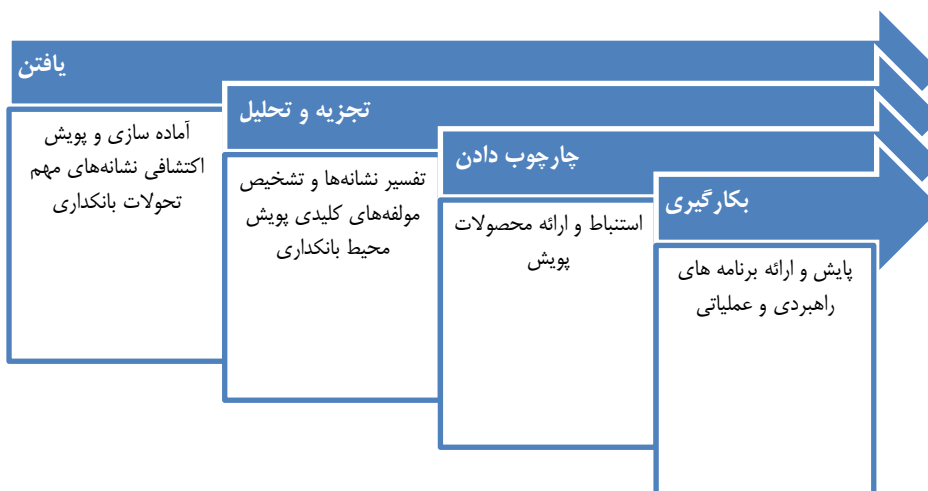 یافتن
آماده سازی و پویش
اکتشافی نشانه‌های مهم
تحولات بانکداری
تجزیه و تحلیل
تفسیر نشانه‌ها و تشخیص
مولفه‌های کلیدی پویش
محیط بانکداری
چارچوب دادن
استنباط و ارائه محصولات
پویش
بکارگیری
پایش و ارائه برنامه های
راهبردی و عملیاتی